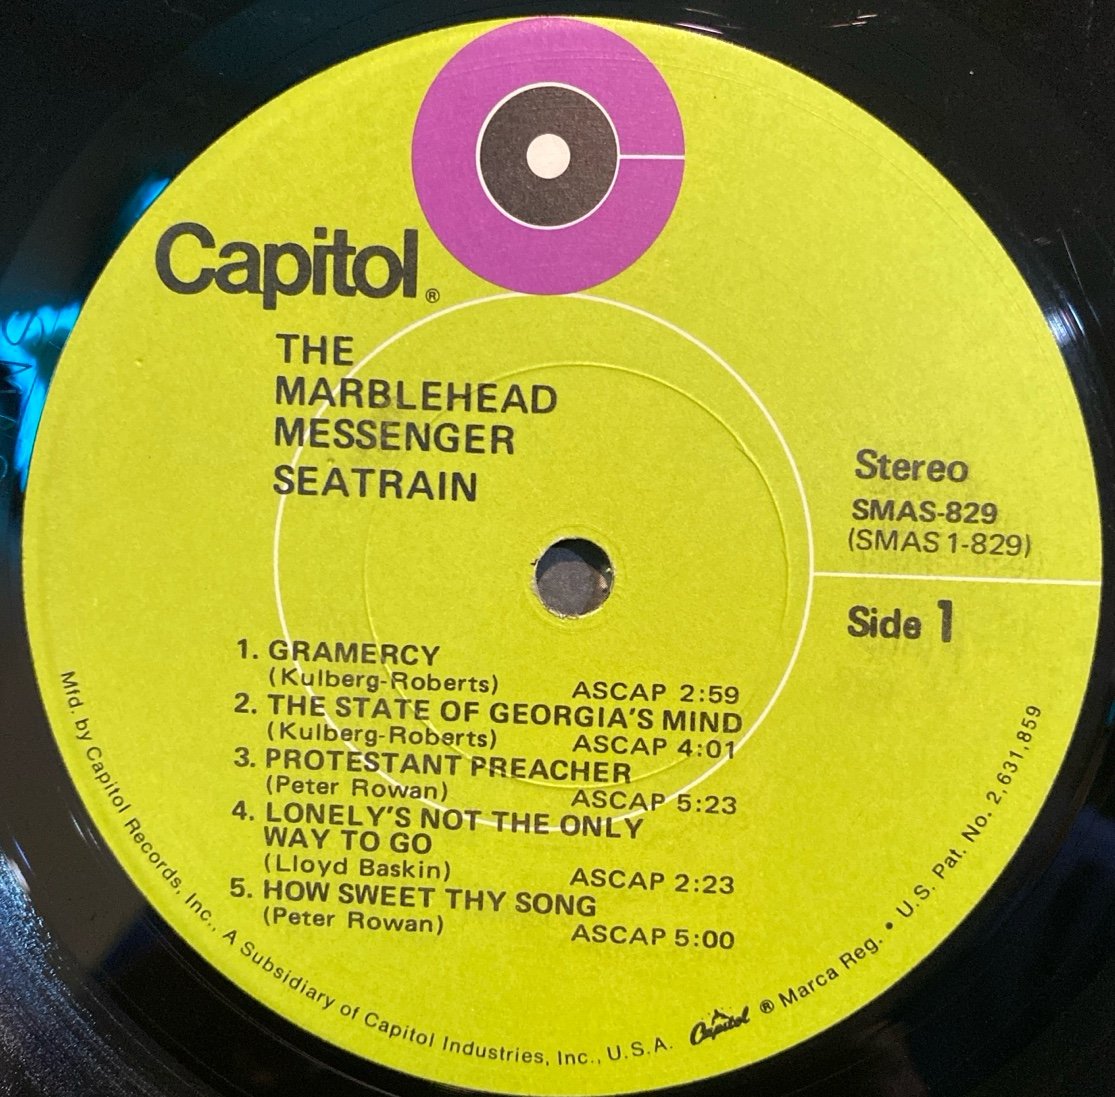 Capitol®
THE
MARBLEHEAD
MESSENGER
SEATRAIN
Stereo
SMAS-829
(SMAS 1-829)
Side 1
1. GRAMERCY
(Kulberg-Roberts) ASCAP 2:59
2. THE STATE OF GEORGIA'S MIND
(Kulberg-Roberts) ASCAP 4:01
3. PROTESTANT PREACHER
(Peter Rowan) ASCAP 5:23
4. LONELY'S NOT THE ONLY
WAY TO GO
(Lloyd Baskin) ASCAP 2:23
5. HOW SWEET THY SONG
(Peter Rowan) ASCAP 5:00
Mfd. by Capitol Records, Inc., A Subsidiary of Capitol Industries, Inc., U.S.A. Capitol ® Marca Reg. • U.S. Pat. No. 2,631,859